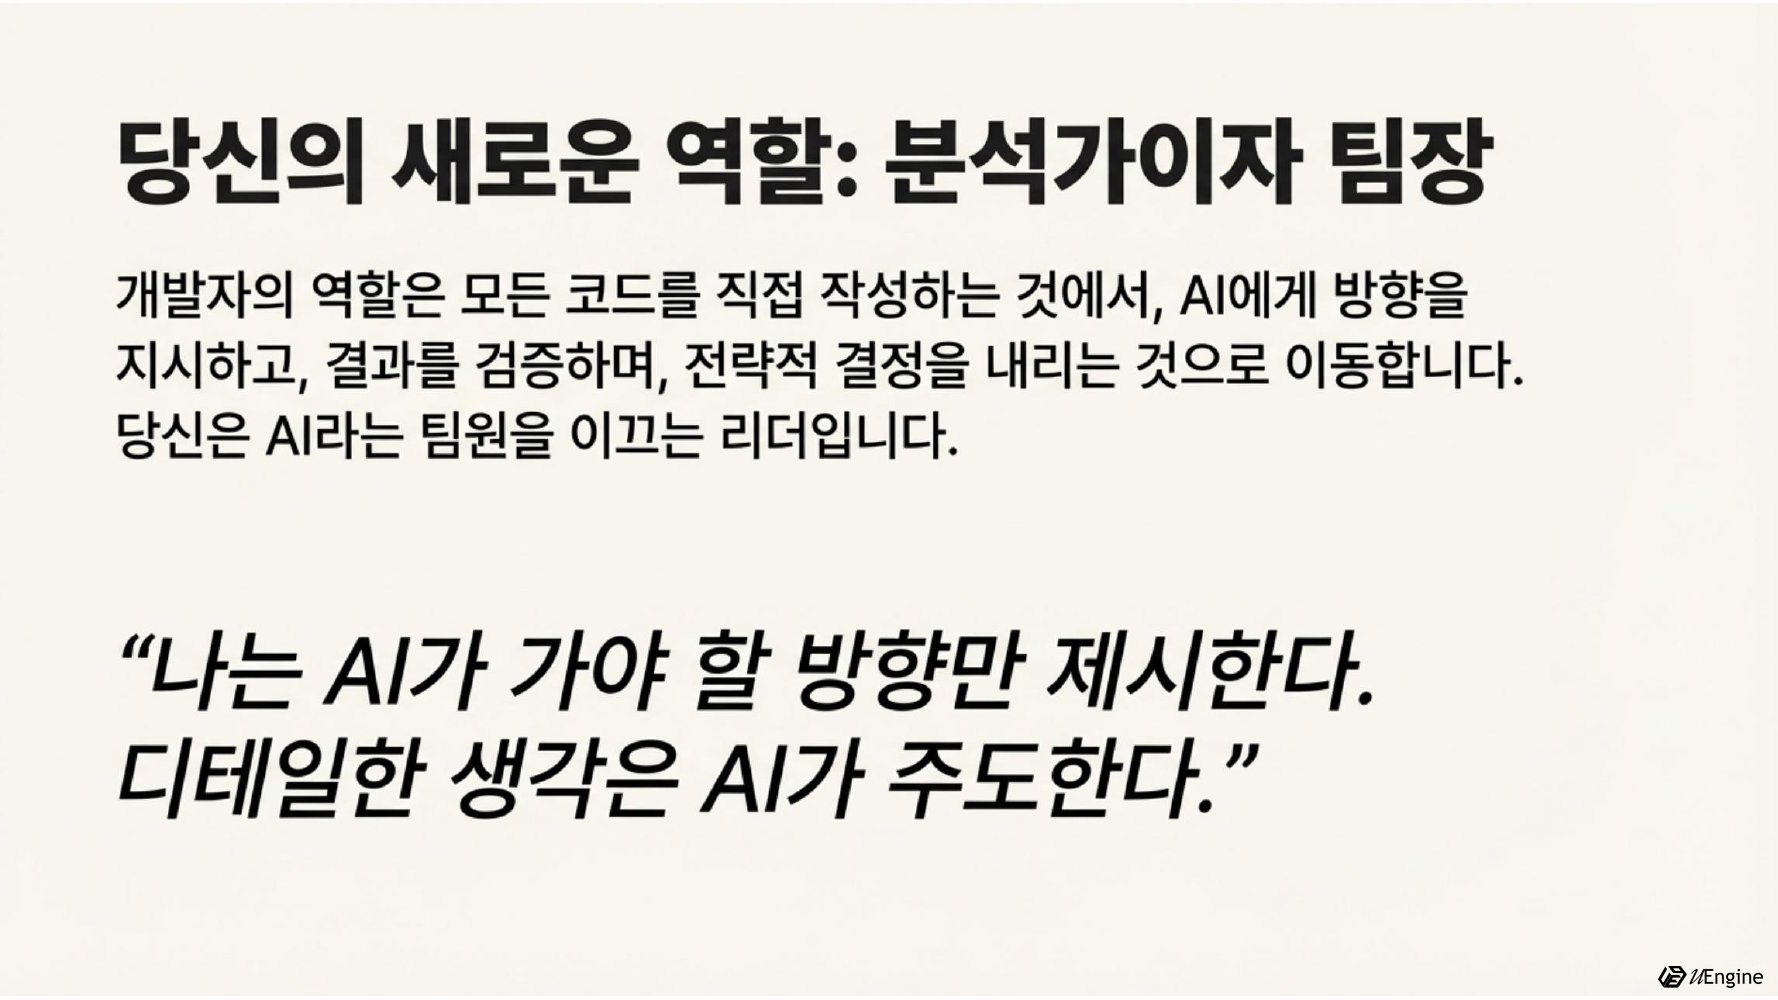 당신의 새로운 역할: 분석가이자 팀장
개발자의 역할은 모든 코드를 직접 작성하는 것에서, AI에게 방향을
지시하고, 결과를 검증하며, 전략적 결정을 내리는 것으로 이동합니다.
당신은 AI라는 팀원을 이끄는 리더입니다.
“나는 AI가 가야 할 방향만 제시한다.
디테일한 생각은 AI가 주도한다.”
uEngine